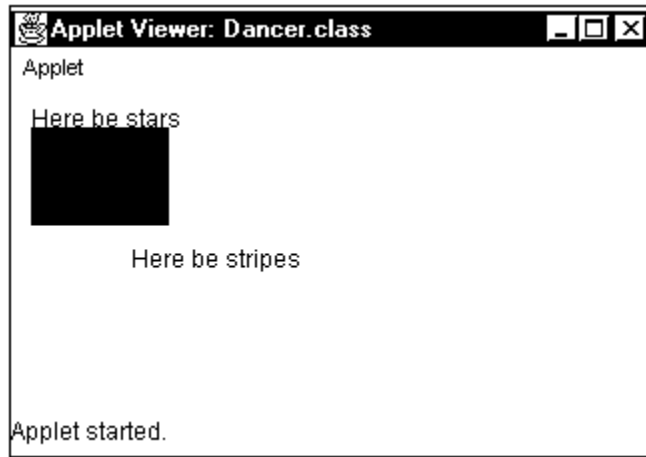 Applet Viewer: Dancer.class
Applet
Here be stars
Here be stripes
Applet started.